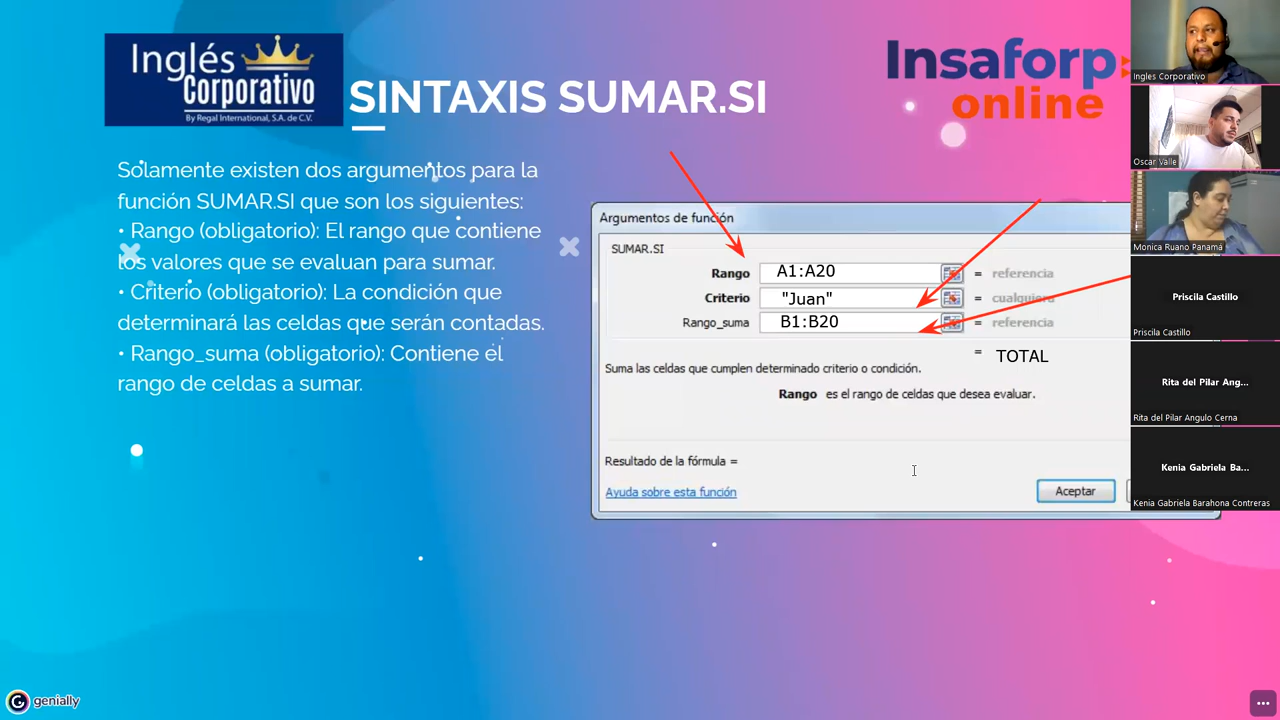 Inglés
Corporativo
By Regal International, S.A. de C.V.
SINTAXIS SUMAR.SI
Insaforp
online
Solamente existen dos argumentos para la
función SUMAR.SI que son los siguientes:
• Rango (obligatorio): El rango que contiene
los valores que se evaluan para sumar.
• Criterio (obligatorio): La condición que
determinará las celdas que serán contadas.
• Rango_suma (obligatorio): Contiene el
rango de celdas a sumar.
Argumentos de función
SUMAR.SI
Rango A1:A20 = referencia
Criterio "Juan" = cualquiera
Rango_suma B1:B20 = referencia
= TOTAL
Suma las celdas que cumplen determinado criterio o condición.
Rango es el rango de celdas que desea evaluar.
Resultado de la fórmula =
Ayuda sobre esta función
Aceptar
Ingles Corporativo
Oscar Valle
Monica Ruano Panamá
Priscila Castillo
Priscila Castillo
Rita del Pilar Ang...
Rita del Pilar Angulo Cerna
Kenia Gabriela Ba...
Kenia Gabriela Barahona Contreras
genially